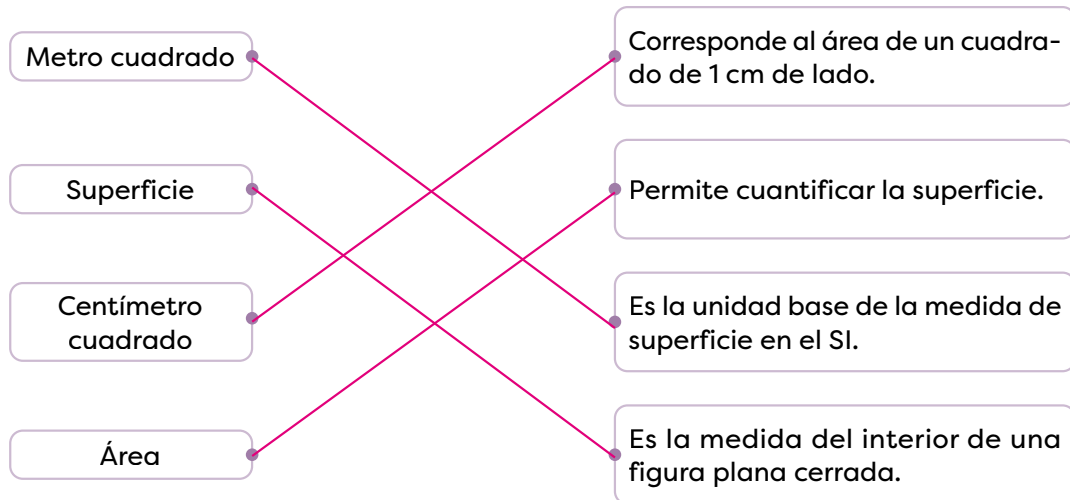 Metro cuadrado
Superficie
Centímetro
cuadrado
Área
Corresponde al área de un cuadra-
do de 1 cm de lado.
Permite cuantificar la superficie.
Es la unidad base de la medida de
superficie en el SI.
Es la medida del interior de una
figura plana cerrada.